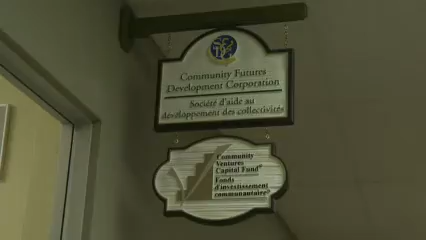 Community Futures
Development Corporation
Société d'aide au
développement des collectivités
Community
Ventures
Capital Fund
Fonds
d'investissement
communautaire